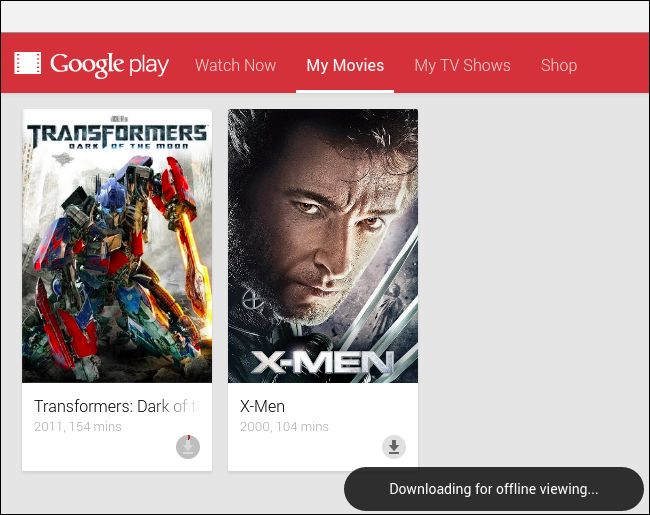 Google play Watch Now My Movies My TV Shows Shop
TRANSFORMERS
DARK OF THE MOON
X-MEN
Transformers: Dark of t
2011, 154 mins
X-Men
2000, 104 mins
Downloading for offline viewing...